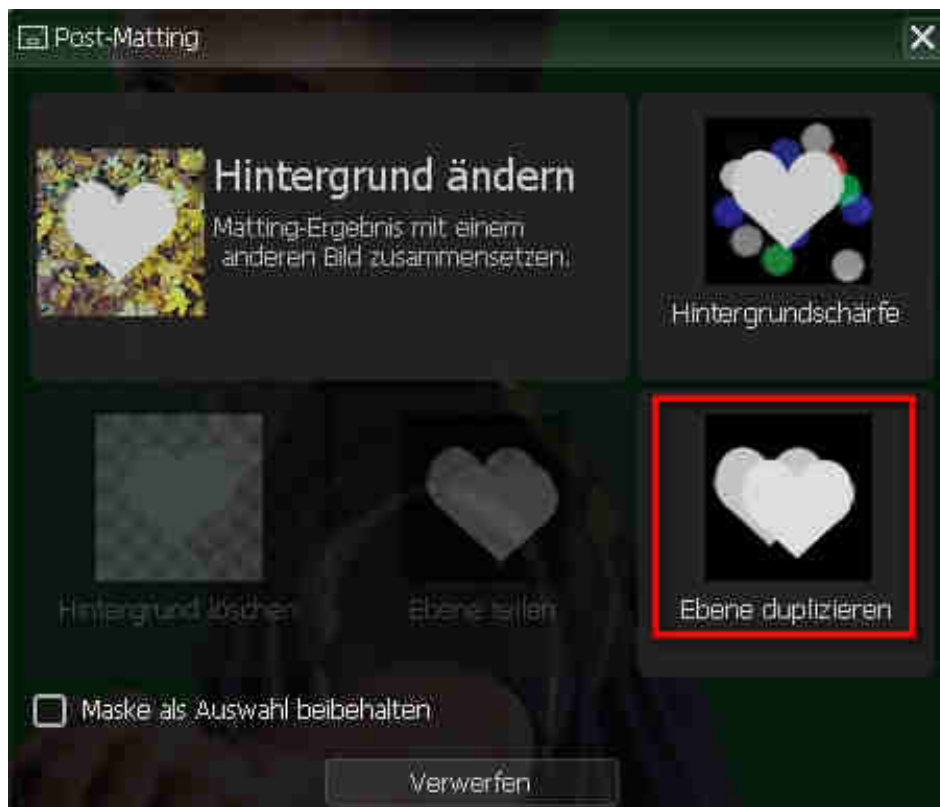 Post-Matting
Hintergrund ändern
Matting-Ergebnis mit einem
anderen Bild zusammensetzen.
Hintergrundschärfe
Hintergrund löschen
Ebene teilen
Ebene duplizieren
Maske als Auswahl beibehalten
Verwerfen